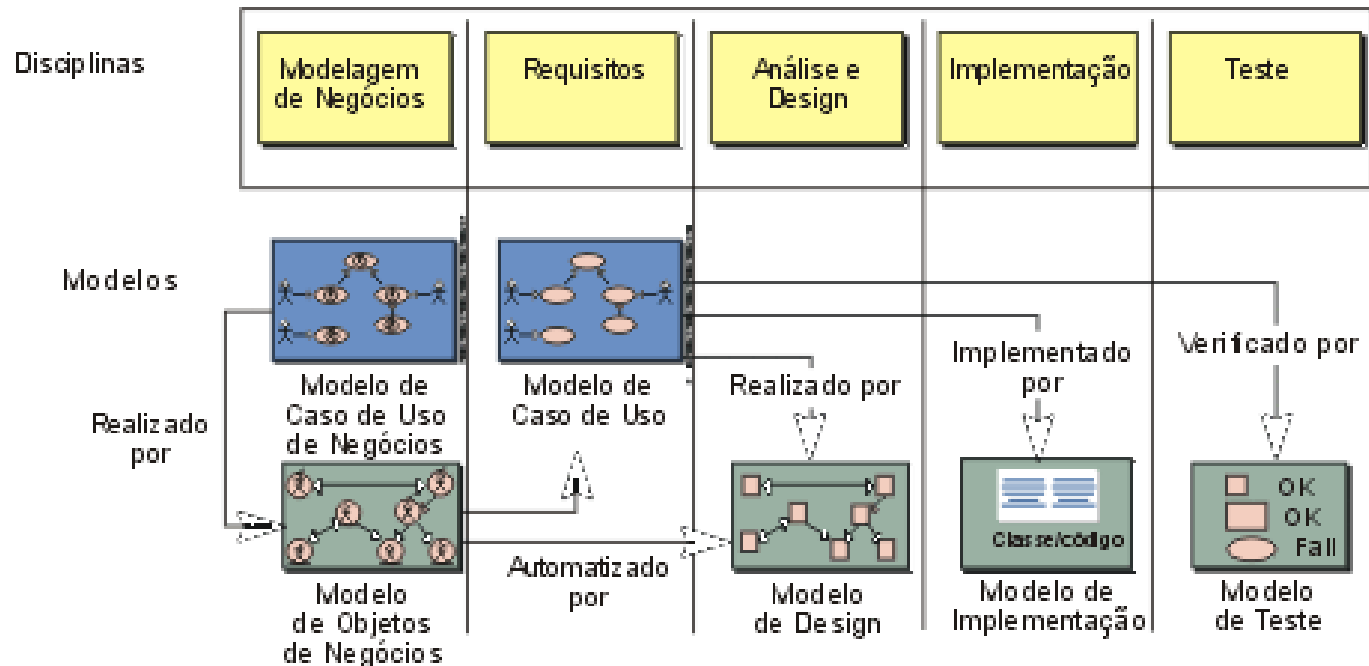 Disciplinas
Modelagem
de Negócios
Requisitos
Análise e
Design
Implementação
Teste
Modelos
Modelo de
Caso de Uso
de Negócios
Modelo de
Caso de Uso
Realizado
por
Realizado por
Implementado
por
Verificado por
Automatizado
por
Modelo
de Objetos
de Negócios
Modelo
de Design
Classe/código
Modelo de
Implementação
OK
OK
Fall
Modelo
de Teste